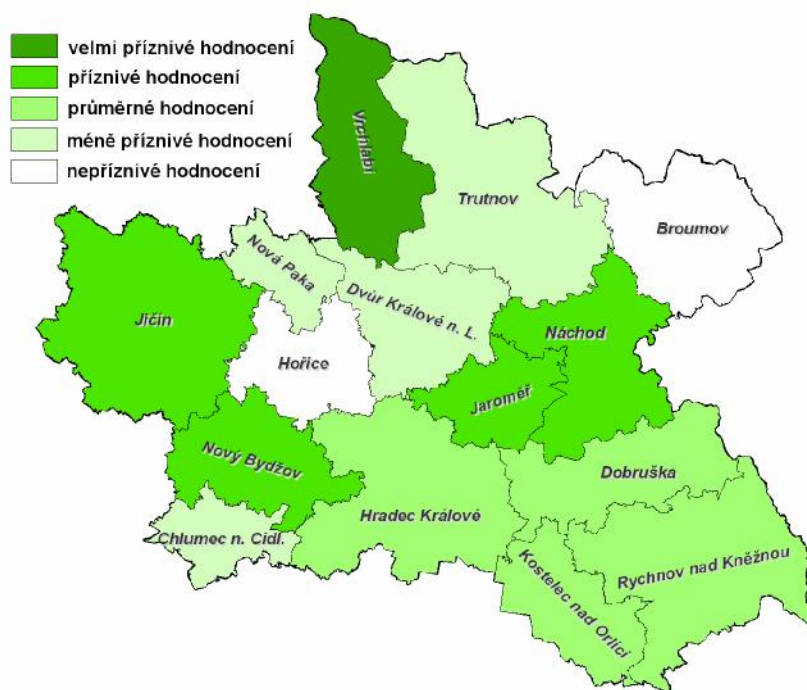 velmi příznivé hodnocení
příznivé hodnocení
průměrné hodnocení
méně příznivé hodnocení
nepříznivé hodnocení
Vrchlabí
Trutnov
Broumov
Nová Paka
Dvůr Králové n. L.
Jičín
Náchod
Hořice
Jaroměř
Nový Bydžov
Dobruška
Hradec Králové
Chlumec n. Cidl.
Rychnov nad Kněžnou
Kostelec nad Orlicí